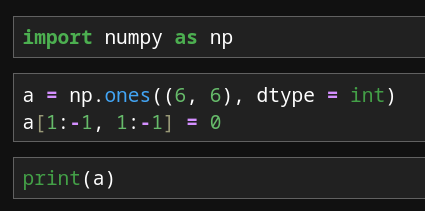 import numpy as np
a = np.ones((6, 6), dtype = int)
a[1:-1, 1:-1] = 0
print(a)